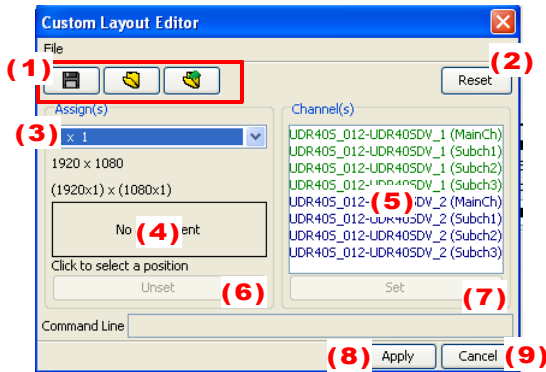 Custom Layout Editor
File
(1)
(2)
Reset
Assign(s)
Channel(s)
(3)
x 1
1920 x 1080
(1920x1) x (1080x1)
No
(4)
ent
Click to select a position
Unset
(6)
UDR40S_012-UDR40SDV_1 (MainCh)
UDR40S_012-UDR40SDV_1 (Subch1)
UDR40S_012-UDR40SDV_1 (Subch2)
UDR40S_012-UDR40SDV_1 (Subch3)
UDR40S_012-UDR40SDV_2 (MainCh)
(5)
UDR40S_012-UDR40SDV_2 (Subch1)
UDR40S_012-UDR40SDV_2 (Subch2)
UDR40S_012-UDR40SDV_2 (Subch3)
Set
(7)
Command Line
(8)
Apply
Cancel
(9)